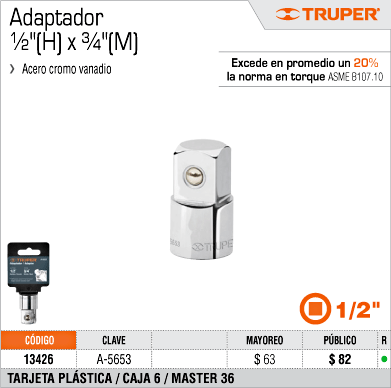 Adaptador
½"(H) x ¾"(M)
Acero cromo vanadio
TRUPER®
Excede en promedio un 20%
la norma en torque ASME B107.10
TRUPER
TRUPER
1/2"
CÓDIGO CLAVE MAYOREO PÚBLICO R
13426 A-5653 $ 63 $ 82
TARJETA PLÁSTICA / CAJA 6 / MASTER 36